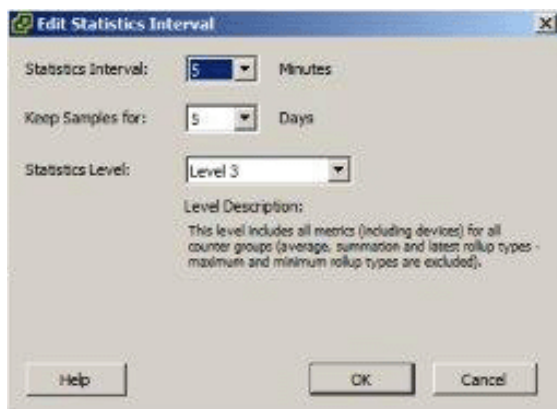 Edit Statistics Interval
Statistics Interval: 5 Minutes
Keep Samples for: 5 Days
Statistics Level: Level 3
Level Description:
This level includes all metrics (including devices) for all
counter groups (average, summation and latest rollup types -
maximum and minimum rollup types are excluded).
Help OK Cancel